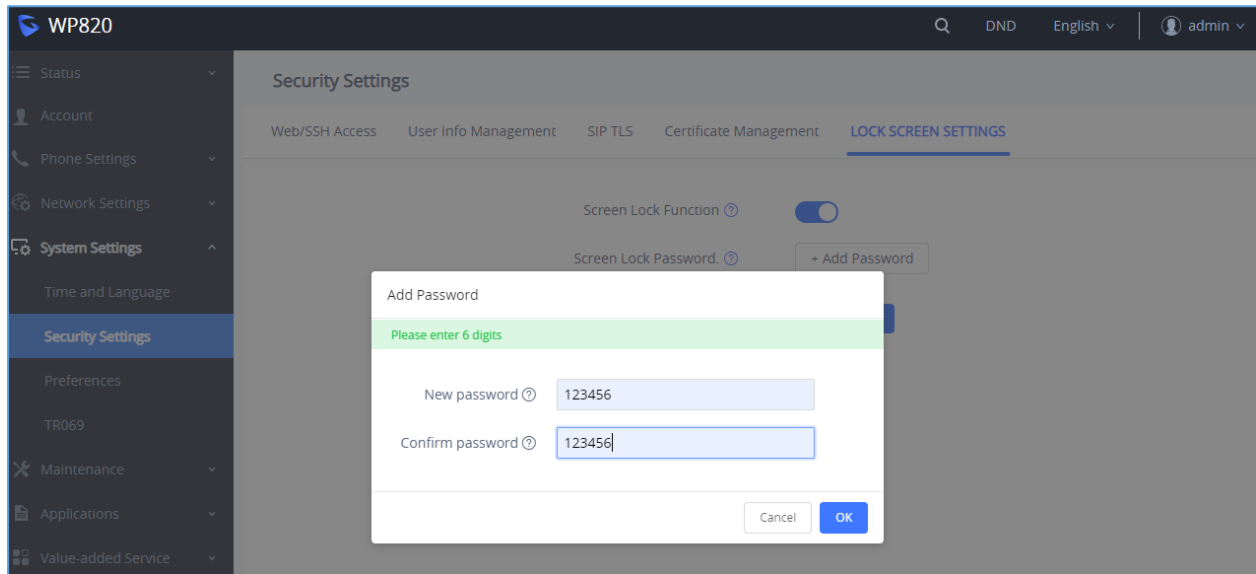 WP820
DND English admin
Status
Account
Phone Settings
Network Settings
System Settings
Time and Language
Security Settings
Preferences
TR069
Maintenance
Applications
Value-added Service
Security Settings
Web/SSH Access User Info Management SIP TLS Certificate Management LOCK SCREEN SETTINGS
Screen Lock Function
Screen Lock Password.
+ Add Password
Add Password
Please enter 6 digits
New password 123456
Confirm password 123456
Cancel OK